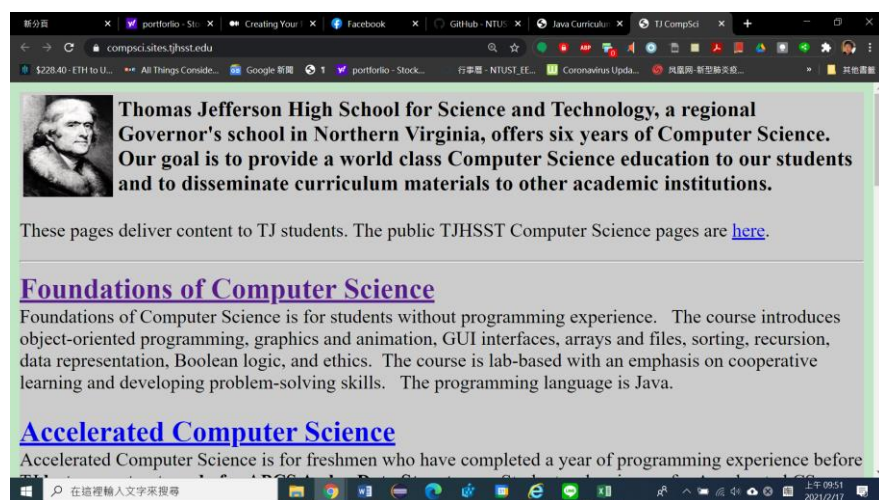 新分頁 portforlio - Sto Creating Your Facebook GitHub - NTUS Java Curriculum TJ CompSci
compsci.sites.tjhsst.edu
$228.40 - ETH to U... All Things Conside... Google 新聞 1 portforlio - Stock... 行事曆 - NTUST_EE... Coronavirus Upda... 凤凰网-新型肺炎疫... » 其他書籤
Thomas Jefferson High School for Science and Technology, a regional
Governor's school in Northern Virginia, offers six years of Computer Science.
Our goal is to provide a world class Computer Science education to our students
and to disseminate curriculum materials to other academic institutions.
These pages deliver content to TJ students. The public TJHSST Computer Science pages are here.
Foundations of Computer Science
Foundations of Computer Science is for students without programming experience. The course introduces
object-oriented programming, graphics and animation, GUI interfaces, arrays and files, sorting, recursion,
data representation, Boolean logic, and ethics. The course is lab-based with an emphasis on cooperative
learning and developing problem-solving skills. The programming language is Java.
Accelerated Computer Science
Accelerated Computer Science is for freshmen who have completed a year of programming experience before
在這裡輸入文字來搜尋
上午 09:51
2021/2/17